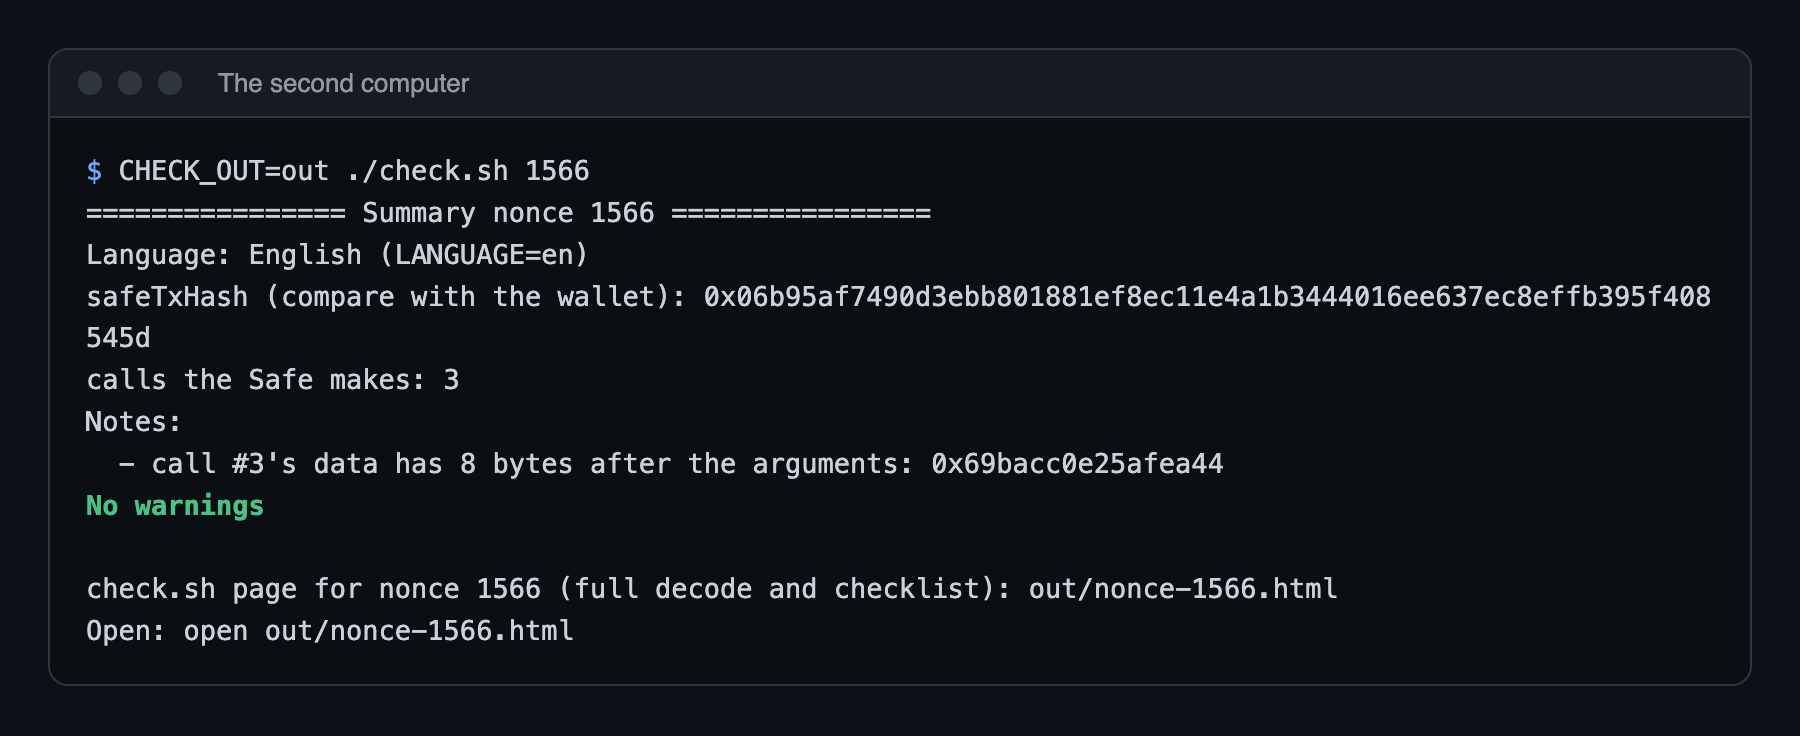 The second computer
$ CHECK_OUT=out ./check.sh 1566
================ Summary nonce 1566 ================
Language: English (LANGUAGE=en)
safeTxHash (compare with the wallet): 0x06b95af7490d3ebb801881ef8ec11e4a1b3444016ee637ec8effb395f408
545d
calls the Safe makes: 3
Notes:
  - call #3's data has 8 bytes after the arguments: 0x69bacc0e25afea44
No warnings
check.sh page for nonce 1566 (full decode and checklist): out/nonce-1566.html
Open: open out/nonce-1566.html